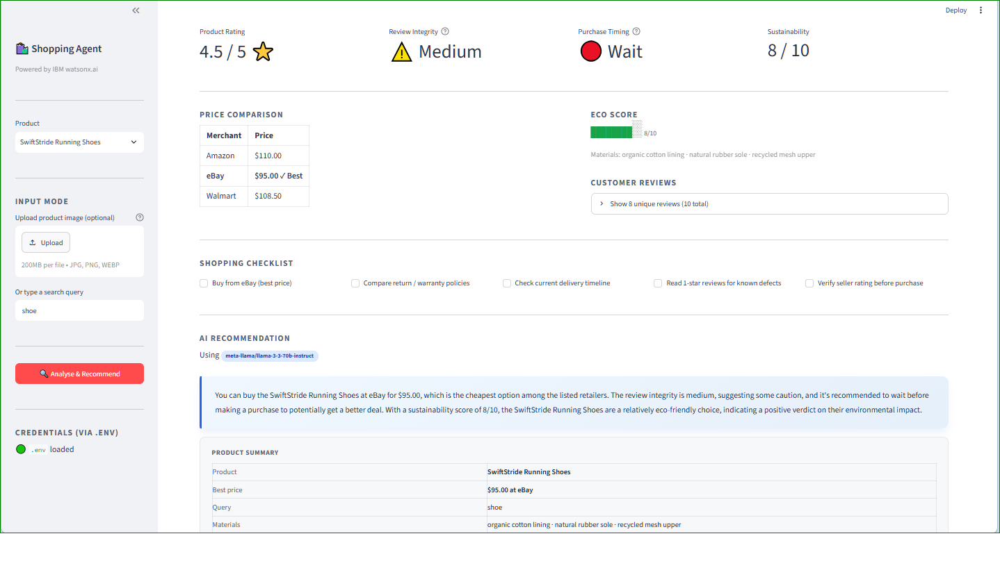 Deploy
🛍️ Shopping Agent
Powered by IBM watsonx.ai
Product
SwiftStride Running Shoes
INPUT MODE
Upload product image (optional)
Upload
200MB per file • JPG, PNG, WEBP
Or type a search query
shoe
🔍 Analyse & Recommend
CREDENTIALS (VIA .ENV)
.env loaded
Product Rating
4.5 / 5 ⭐
Review Integrity
⚠️ Medium
Purchase Timing
🔴 Wait
Sustainability
8 / 10
PRICE COMPARISON
Merchant Price
Amazon $110.00
eBay $95.00 ✓ Best
Walmart $108.50
ECO SCORE
8/10
Materials: organic cotton lining · natural rubber sole · recycled mesh upper
CUSTOMER REVIEWS
Show 8 unique reviews (10 total)
SHOPPING CHECKLIST
Buy from eBay (best price)
Compare return / warranty policies
Check current delivery timeline
Read 1-star reviews for known defects
Verify seller rating before purchase
AI RECOMMENDATION
Using meta-llama/llama-3-3-70b-instruct
You can buy the SwiftStride Running Shoes at eBay for $95.00, which is the cheapest option among the listed retailers. The review integrity is medium, suggesting some caution, and it's recommended to wait before
making a purchase to potentially get a better deal. With a sustainability score of 8/10, the SwiftStride Running Shoes are a relatively eco-friendly choice, indicating a positive verdict on their environmental impact.
PRODUCT SUMMARY
Product SwiftStride Running Shoes
Best price $95.00 at eBay
Query shoe
Materials organic cotton lining · natural rubber sole · recycled mesh upper